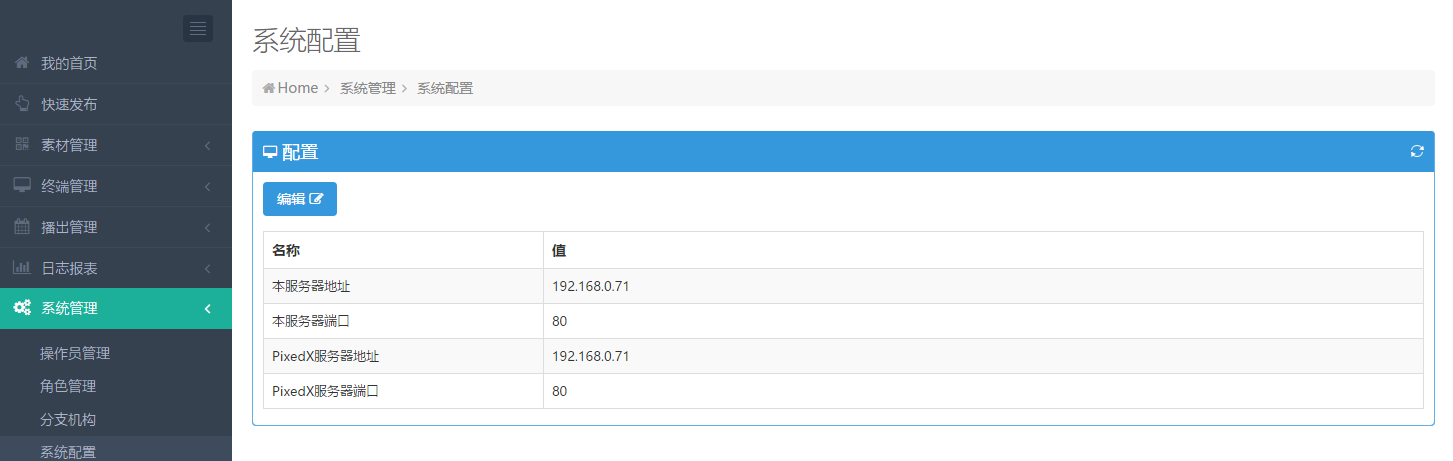 我的首页
快速发布
素材管理
终端管理
播出管理
日志报表
系统管理
操作员管理
角色管理
分支机构
系统配置
系统配置
Home 系统管理 系统配置
配置
编辑
名称 值
本服务器地址 192.168.0.71
本服务器端口 80
PixedX服务器地址 192.168.0.71
PixedX服务器端口 80